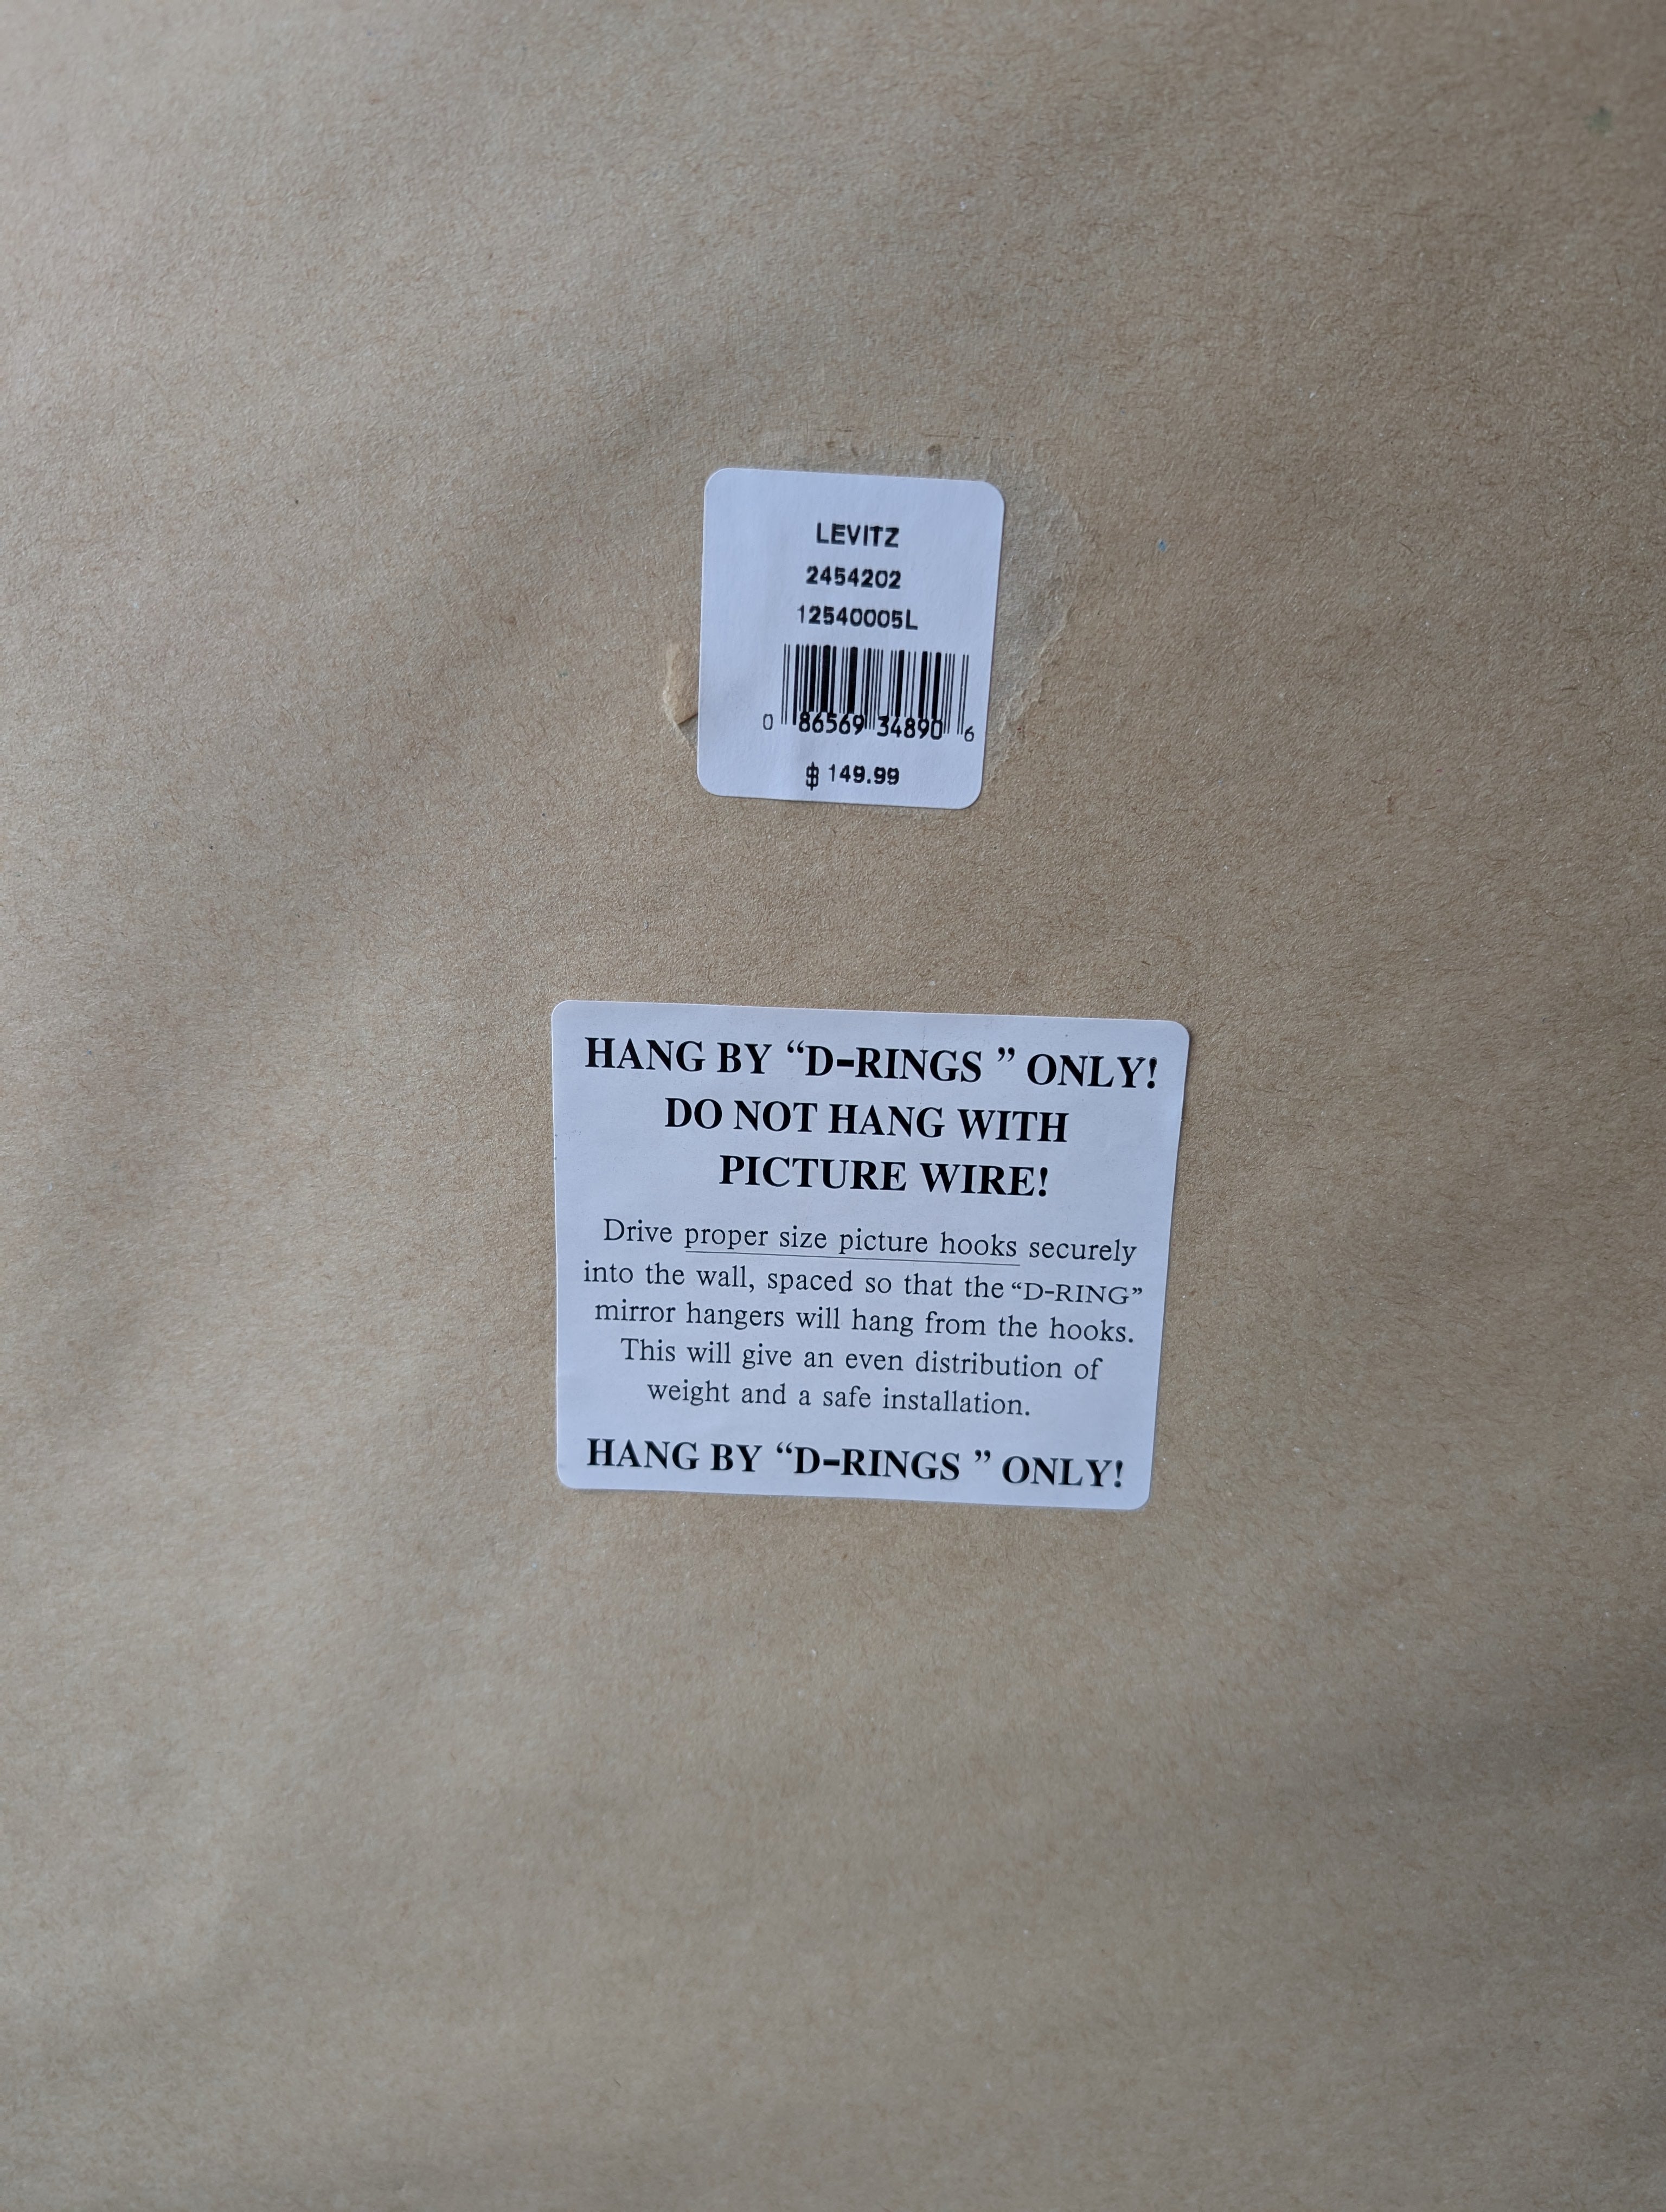 LEVITZ
2454202
12540005L
0 86569 34890 6
$ 149.99
HANG BY “D-RINGS ” ONLY!
DO NOT HANG WITH
PICTURE WIRE!
Drive proper size picture hooks securely
into the wall, spaced so that the “D-RING”
mirror hangers will hang from the hooks.
This will give an even distribution of
weight and a safe installation.
HANG BY “D-RINGS ” ONLY!